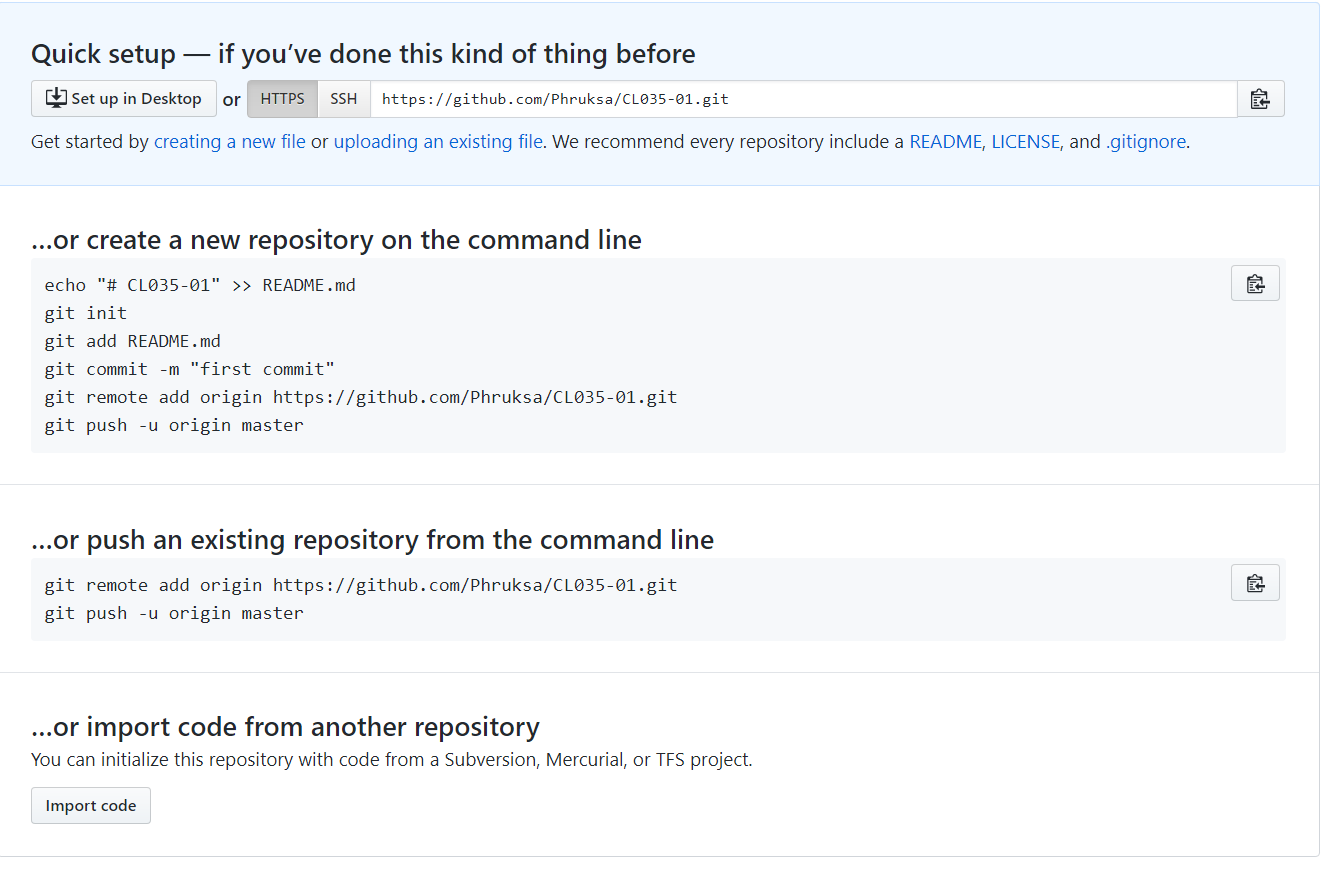 Quick setup — if you’ve done this kind of thing before
Set up in Desktop or HTTPS SSH https://github.com/Phruksa/CL035-01.git
Get started by creating a new file or uploading an existing file. We recommend every repository include a README, LICENSE, and .gitignore.
…or create a new repository on the command line
echo "# CL035-01" >> README.md
git init
git add README.md
git commit -m "first commit"
git remote add origin https://github.com/Phruksa/CL035-01.git
git push -u origin master
…or push an existing repository from the command line
git remote add origin https://github.com/Phruksa/CL035-01.git
git push -u origin master
…or import code from another repository
You can initialize this repository with code from a Subversion, Mercurial, or TFS project.
Import code